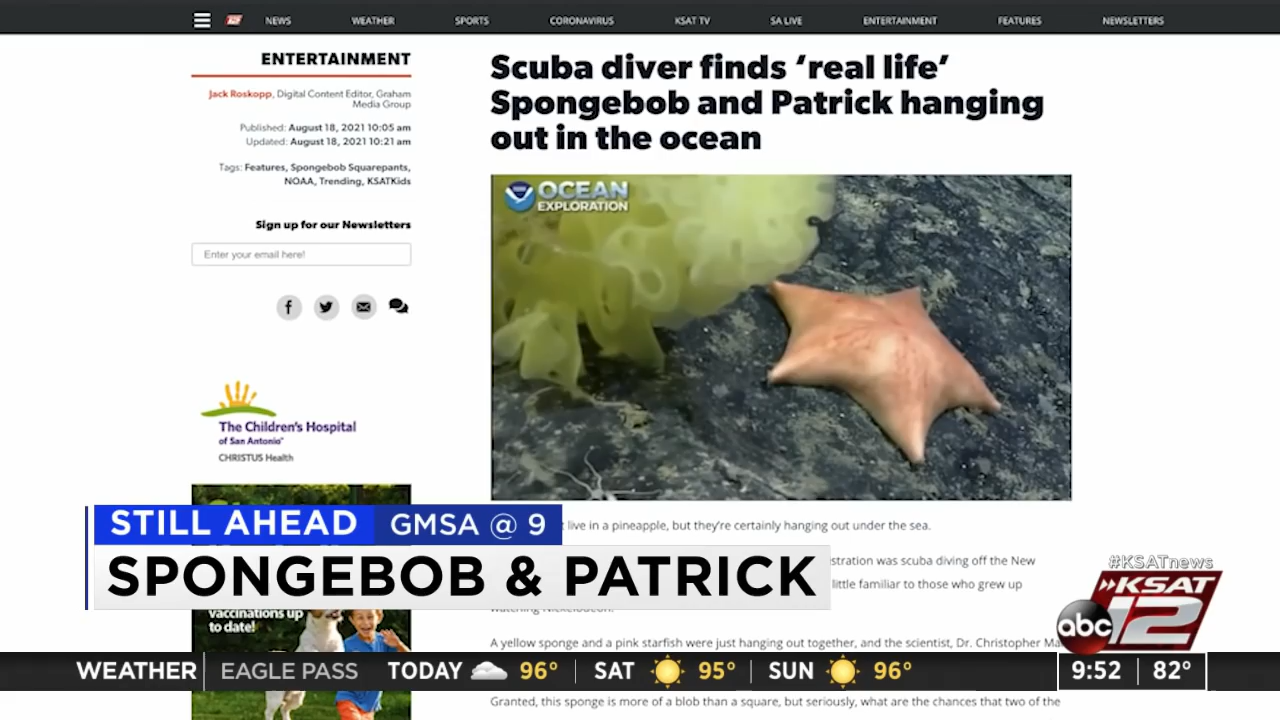 NEWS WEATHER SPORTS CORONAVIRUS KSAT TV SA LIVE ENTERTAINMENT FEATURES NEWSLETTERS
ENTERTAINMENT
Jack Roskopp, Digital Content Editor, Graham
Media Group
Published: August 18, 2021 10:05 am
Updated: August 18, 2021 10:21 am
Tags: Features, Spongebob Squarepants,
NOAA, Trending, KSATKids
Sign up for our Newsletters
Enter your email here!
The Children's Hospital
of San Antonio
CHRISTUS Health
vaccinations up
to date!
Scuba diver finds ‘real life’
Spongebob and Patrick hanging
out in the ocean
OCEAN
EXPLORATION
live in a pineapple, but they’re certainly hanging out under the sea.
was scuba diving off the New
little familiar to those who grew up
watching Nickelodeon.
A yellow sponge and a pink starfish were just hanging out together, and the scientist, Dr. Christopher
Granted, this sponge is more of a blob than a square, but seriously, what are the chances that two of the
STILL AHEAD GMSA @ 9
SPONGEBOB & PATRICK
#KSATnews
KSAT
abc 12
WEATHER EAGLE PASS TODAY 96° SAT 95° SUN 96° 9:52 82°